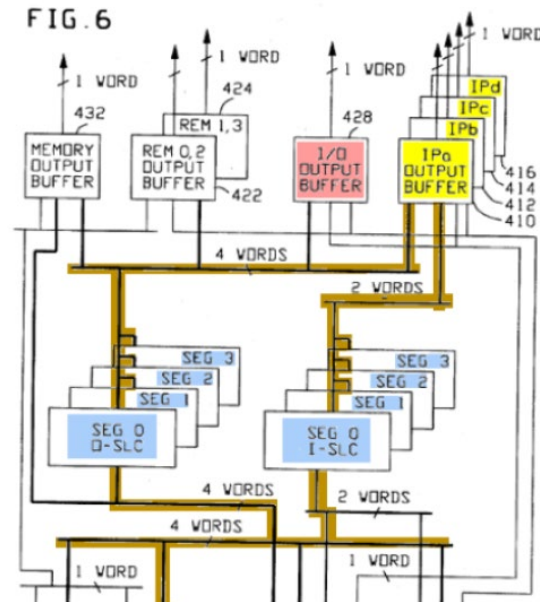 FIG. 6
1 WORD
1 WORD
1 WORD
1 WORD
432
424
428
REM 1,3
IPd
IPc
IPb
MEMORY
OUTPUT
BUFFER
REM 0,2
OUTPUT
BUFFER
422
I/O
OUTPUT
BUFFER
IPa
OUTPUT
BUFFER
416
414
412
410
4 WORDS
2 WORDS
SEG 3
SEG 2
SEG 1
SEG 0
O-SLC
SEG 3
SEG 2
SEG 1
SEG 0
I-SLC
4 WORDS
2 WORDS
4 WORDS
1 WORD
1 WORD